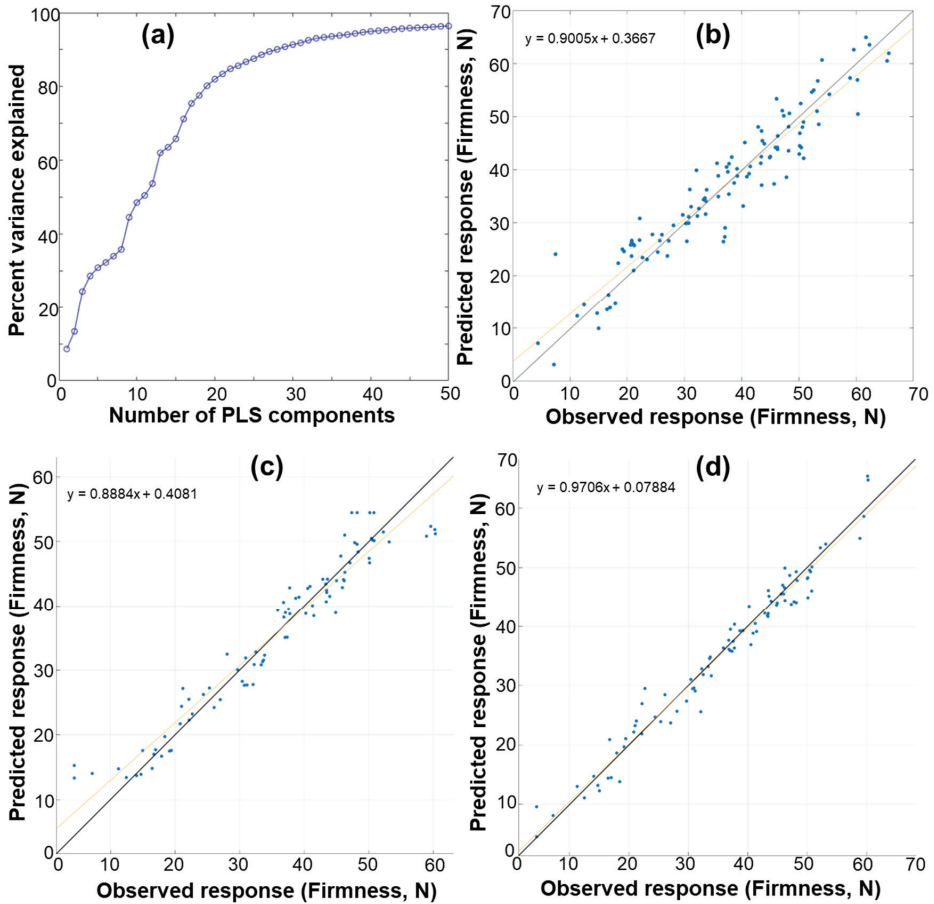 (a)
100
80
60
40
20
0
Percent variance explained
0 10 20 30 40 50
Number of PLS components
(b)
y = 0.9005x + 0.3667
70
60
50
40
30
20
10
0
Predicted response (Firmness, N)
0 10 20 30 40 50 60 70
Observed response (Firmness, N)
(c)
y = 0.8884x + 0.4081
60
50
40
30
20
10
0
Predicted response (Firmness, N)
0 10 20 30 40 50 60
Observed response (Firmness, N)
(d)
y = 0.9706x + 0.07884
70
60
50
40
30
20
10
0
Predicted response (Firmness, N)
0 10 20 30 40 50 60 70
Observed response (Firmness, N)